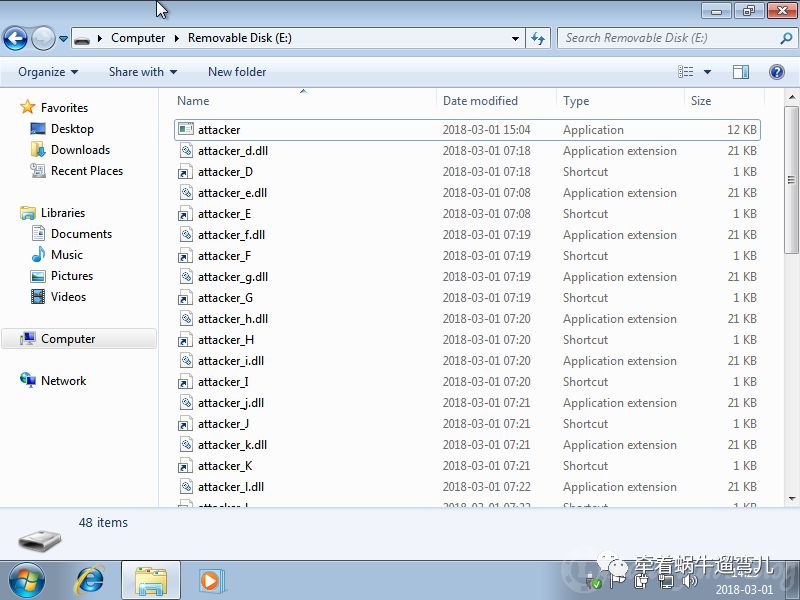 Computer
Removable Disk (E:)
Search Removable Disk (E:)
Organize
Share with
New folder
Favorites
Desktop
Downloads
Recent Places
Libraries
Documents
Music
Pictures
Videos
Computer
Network
Name Date modified Type Size
attacker 2018-03-01 15:04 Application 12 KB
attacker_d.dll 2018-03-01 07:18 Application extension 21 KB
attacker_D 2018-03-01 07:18 Shortcut 1 KB
attacker_e.dll 2018-03-01 07:08 Application extension 21 KB
attacker_E 2018-03-01 07:08 Shortcut 1 KB
attacker_f.dll 2018-03-01 07:19 Application extension 21 KB
attacker_F 2018-03-01 07:19 Shortcut 1 KB
attacker_g.dll 2018-03-01 07:19 Application extension 21 KB
attacker_G 2018-03-01 07:19 Shortcut 1 KB
attacker_h.dll 2018-03-01 07:20 Application extension 21 KB
attacker_H 2018-03-01 07:20 Shortcut 1 KB
attacker_i.dll 2018-03-01 07:20 Application extension 21 KB
attacker_I 2018-03-01 07:20 Shortcut 1 KB
attacker_j.dll 2018-03-01 07:21 Application extension 21 KB
attacker_J 2018-03-01 07:21 Shortcut 1 KB
attacker_k.dll 2018-03-01 07:21 Application extension 21 KB
attacker_K 2018-03-01 07:21 Shortcut 1 KB
attacker_l.dll 2018-03-01 07:22 Application extension 21 KB
48 items
牵着蜗牛遛弯儿
2018-03-01